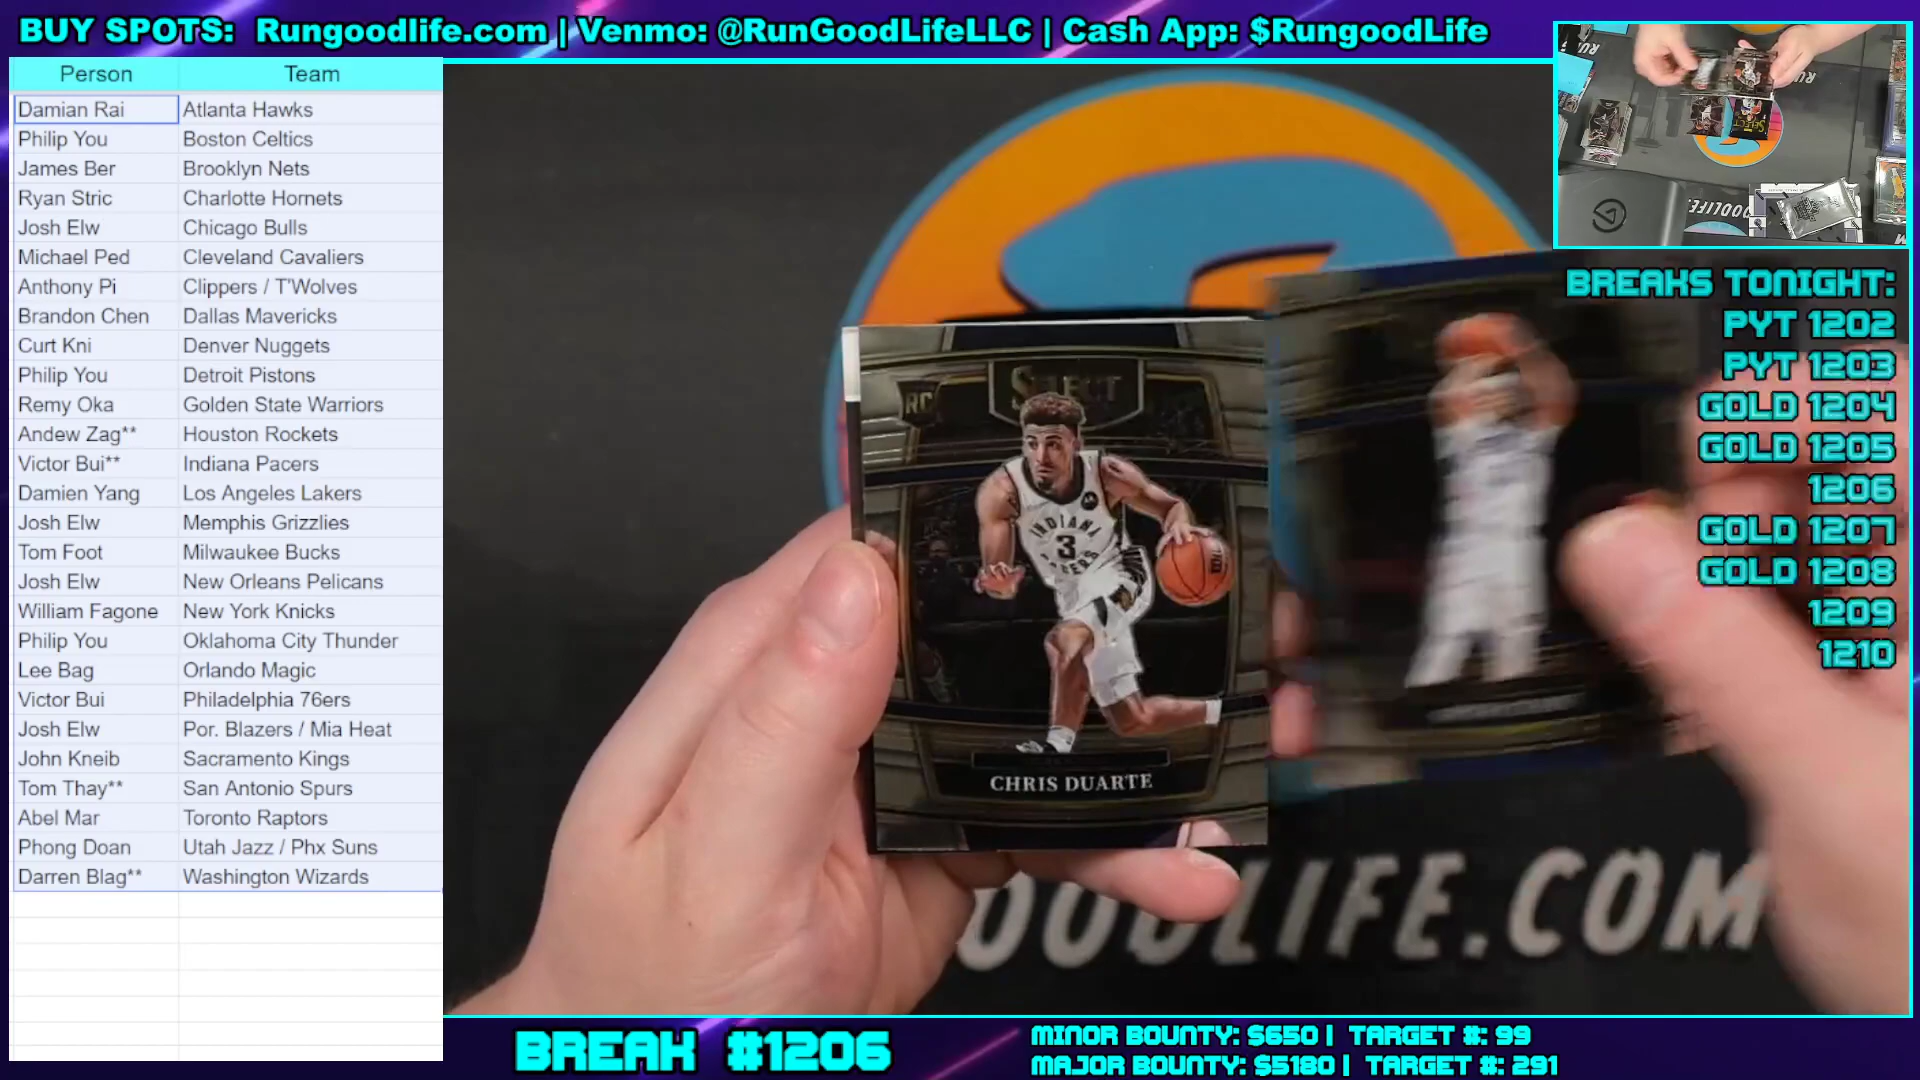 BUY SPOTS: Rungoodlife.com | Venmo: @RunGoodLifeLLC | Cash App: $RungoodLife
Person Team
Damian Rai Atlanta Hawks
Philip You Boston Celtics
James Ber Brooklyn Nets
Ryan Stric Charlotte Hornets
Josh Elw Chicago Bulls
Michael Ped Cleveland Cavaliers
Anthony Pi Clippers / T'Wolves
Brandon Chen Dallas Mavericks
Curt Kni Denver Nuggets
Philip You Detroit Pistons
Remy Oka Golden State Warriors
Andew Zag** Houston Rockets
Victor Bui** Indiana Pacers
Damien Yang Los Angeles Lakers
Josh Elw Memphis Grizzlies
Tom Foot Milwaukee Bucks
Josh Elw New Orleans Pelicans
William Fagone New York Knicks
Philip You Oklahoma City Thunder
Lee Bag Orlando Magic
Victor Bui Philadelphia 76ers
Josh Elw Por. Blazers / Mia Heat
John Kneib Sacramento Kings
Tom Thay** San Antonio Spurs
Abel Mar Toronto Raptors
Phong Doan Utah Jazz / Phx Suns
Darren Blag** Washington Wizards
RC
SELECT
INDIANA
3
PACERS
CHRIS DUARTE
OODLIFE.COM
OODLIFE.
SELECT
BREAKS TONIGHT:
PYT 1202
PYT 1203
GOLD 1204
GOLD 1205
1206
GOLD 1207
GOLD 1208
1209
1210
BREAK #1206
MINOR BOUNTY: $650 | TARGET #: 99
MAJOR BOUNTY: $5180 | TARGET #: 291